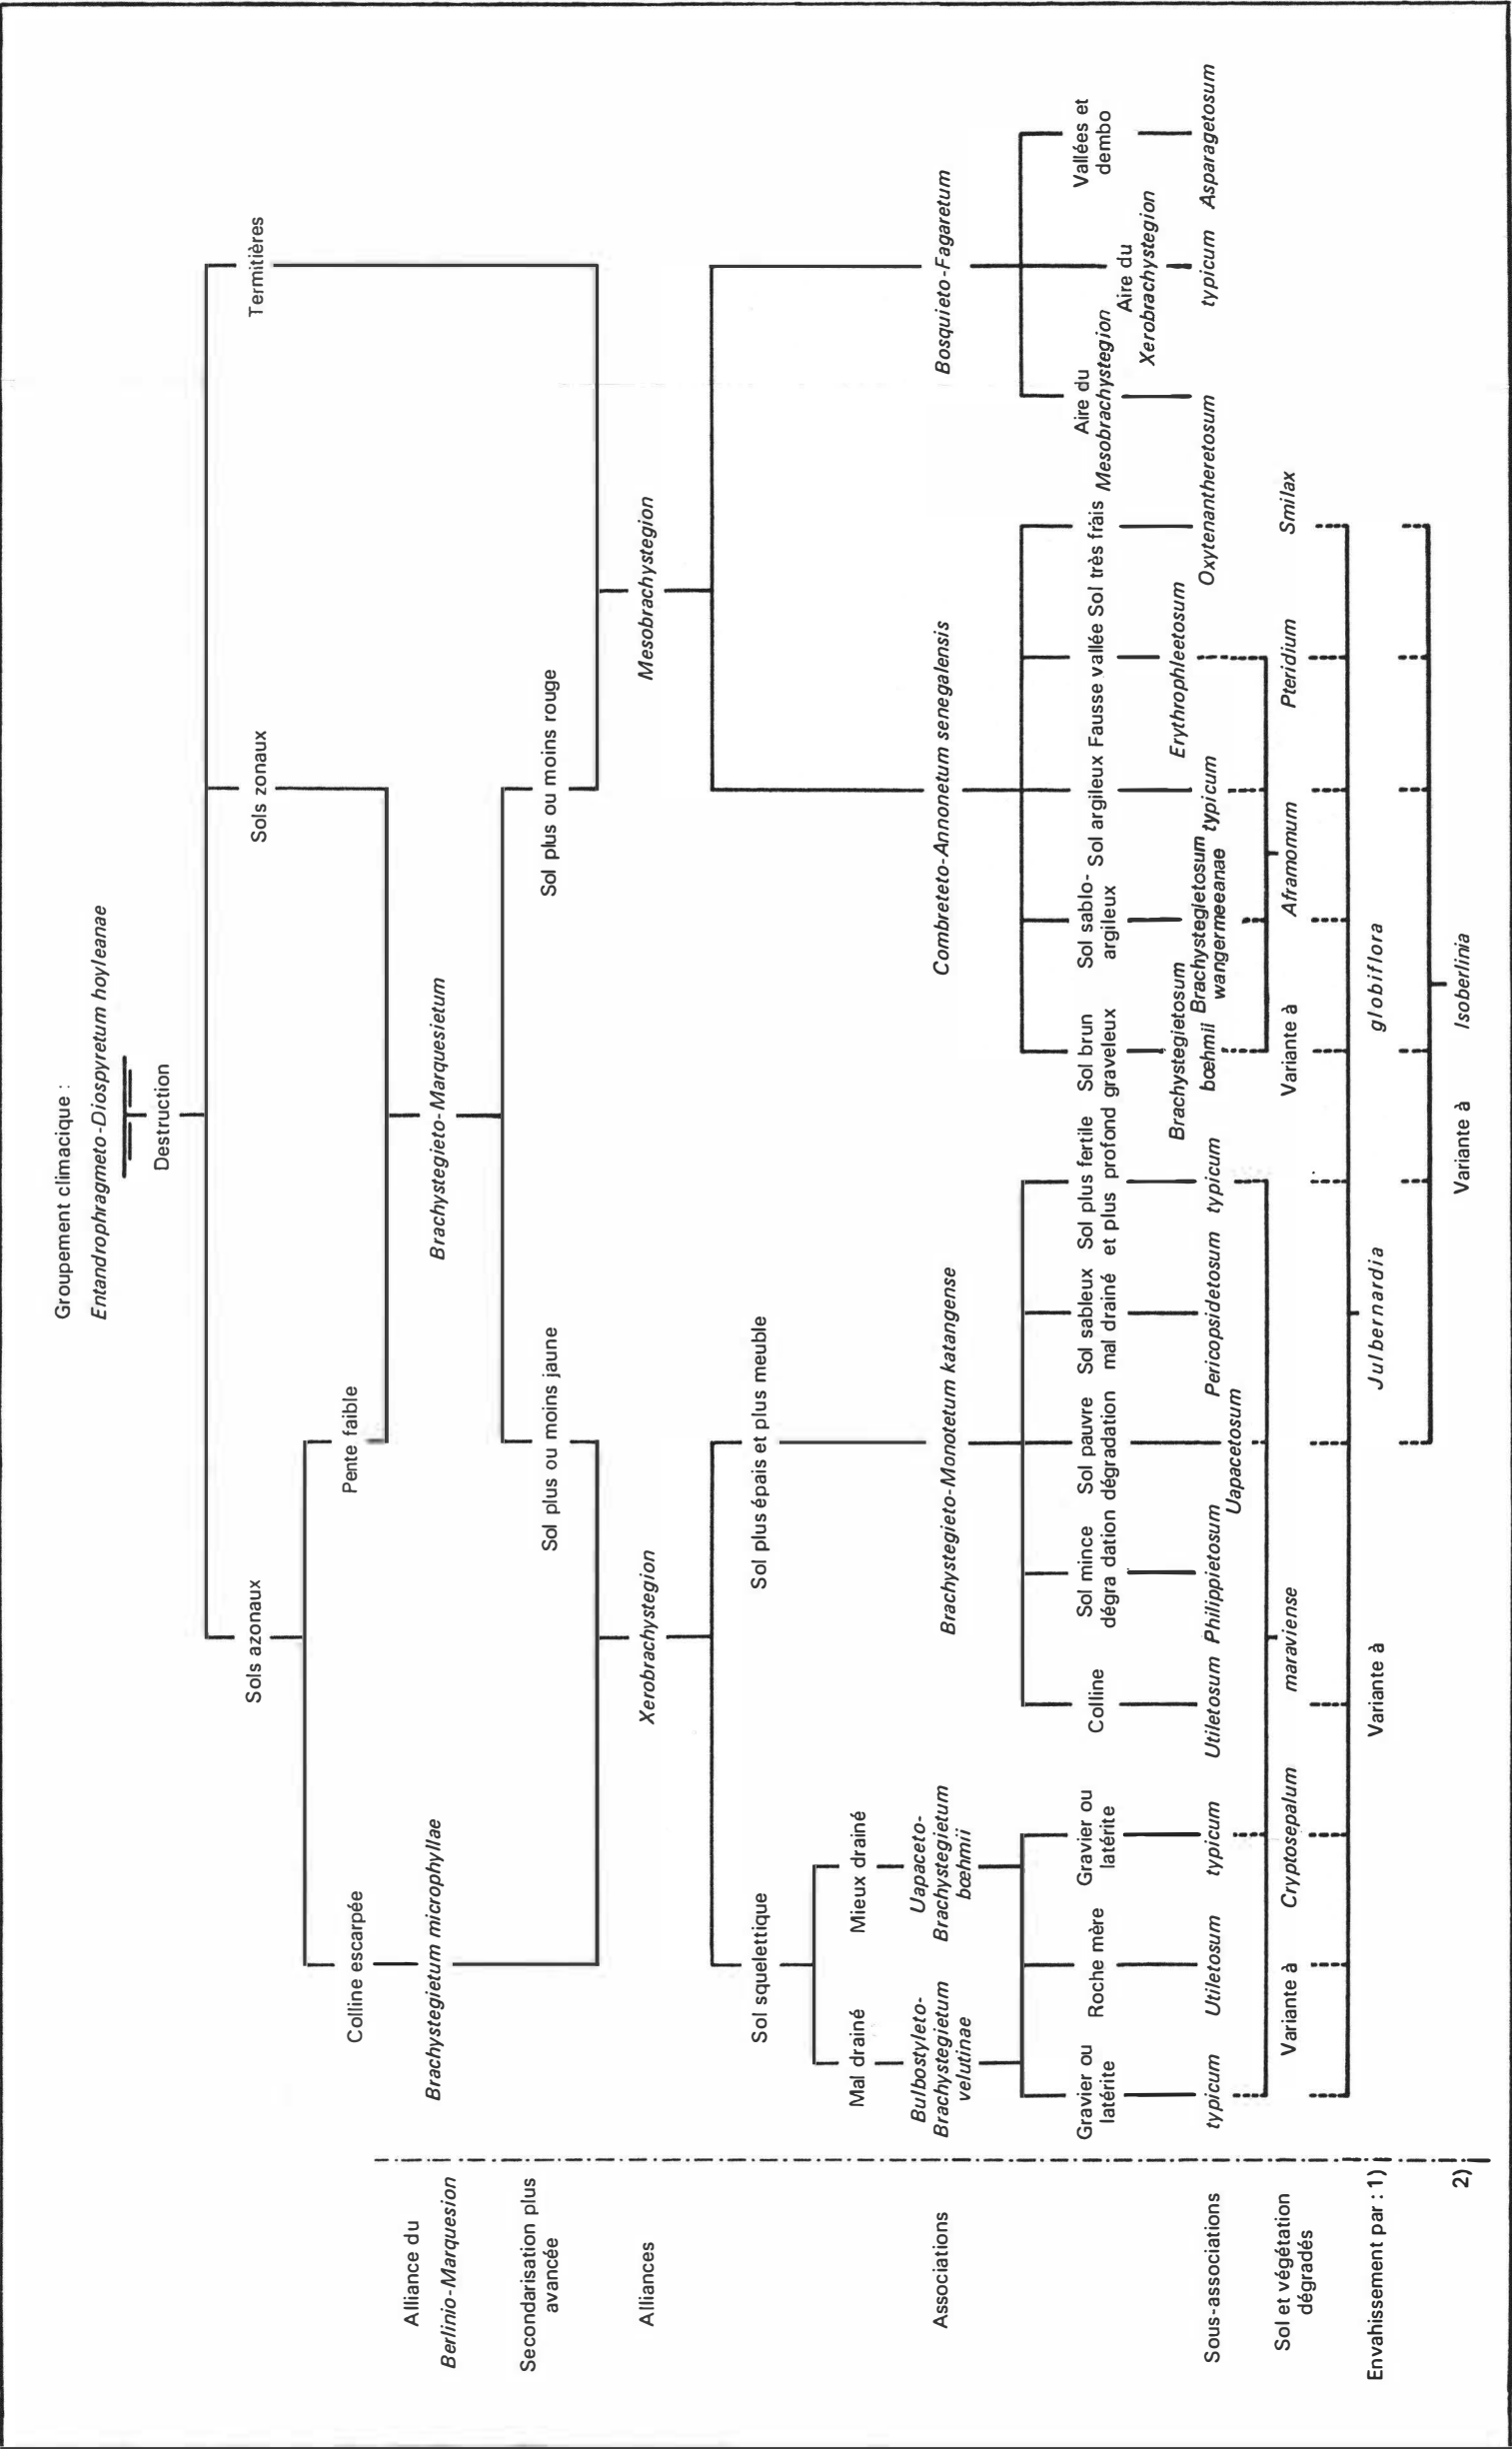 Groupement climacique :
Entandrophragmeto-Diospyretum hoyleanae
Destruction
Sols azonaux
Sols zonaux
Termitières
Colline escarpée
Pente faible
Alliance du
Berlinio-Marquesion
Brachystegietum microphyllae
Brachystegieto-Marquesietum
Secondarisation plus
avancée
Sol plus ou moins jaune
Sol plus ou moins rouge
Alliances
Xerobrachystegion
Mesobrachystegion
Sol squelettique
Sol plus épais et plus meuble
Mal drainé
Mieux drainé
Associations
Bulbostyleto-
Brachystegietum
velutinae
Uapaceto-
Brachystegietum
bœhmii
Brachystegieto-Monotetum katangense
Combreteto-Annonetum senegalensis
Bosquieto-Fagaretum
Gravier ou
latérite
Roche mère
Gravier ou
latérite
Colline
Sol mince
dégra dation
Sol pauvre
dégradation
Sol sableux
mal drainé
Sol plus fertile
et plus profond
Sol brun
graveleux
Sol sablo-
argileux
Sol argileux
Fausse vallée
Sol très frais
Aire du
Mesobrachystegion
Aire du
Xerobrachystegion
Vallées et
dembo
Sous-associations
typicum
Utiletosum
typicum
Utiletosum
Philippietosum
Uapacetosum
Pericopsidetosum
typicum
Brachystegietosum
bœhmil
Brachystegietosum
wangermeeanae
typicum
Erythrophleetosum
Oxytenantheretosum
typicum
Asparagetosum
Sol et végétation
dégradés
Variante à
Cryptosepalum
maraviense
Variante à
Aframomum
Pteridium
Smilax
Envahissement par : 1)
Variante à
Julbernardia
globiflora
2)
Variante à
Isoberlinia